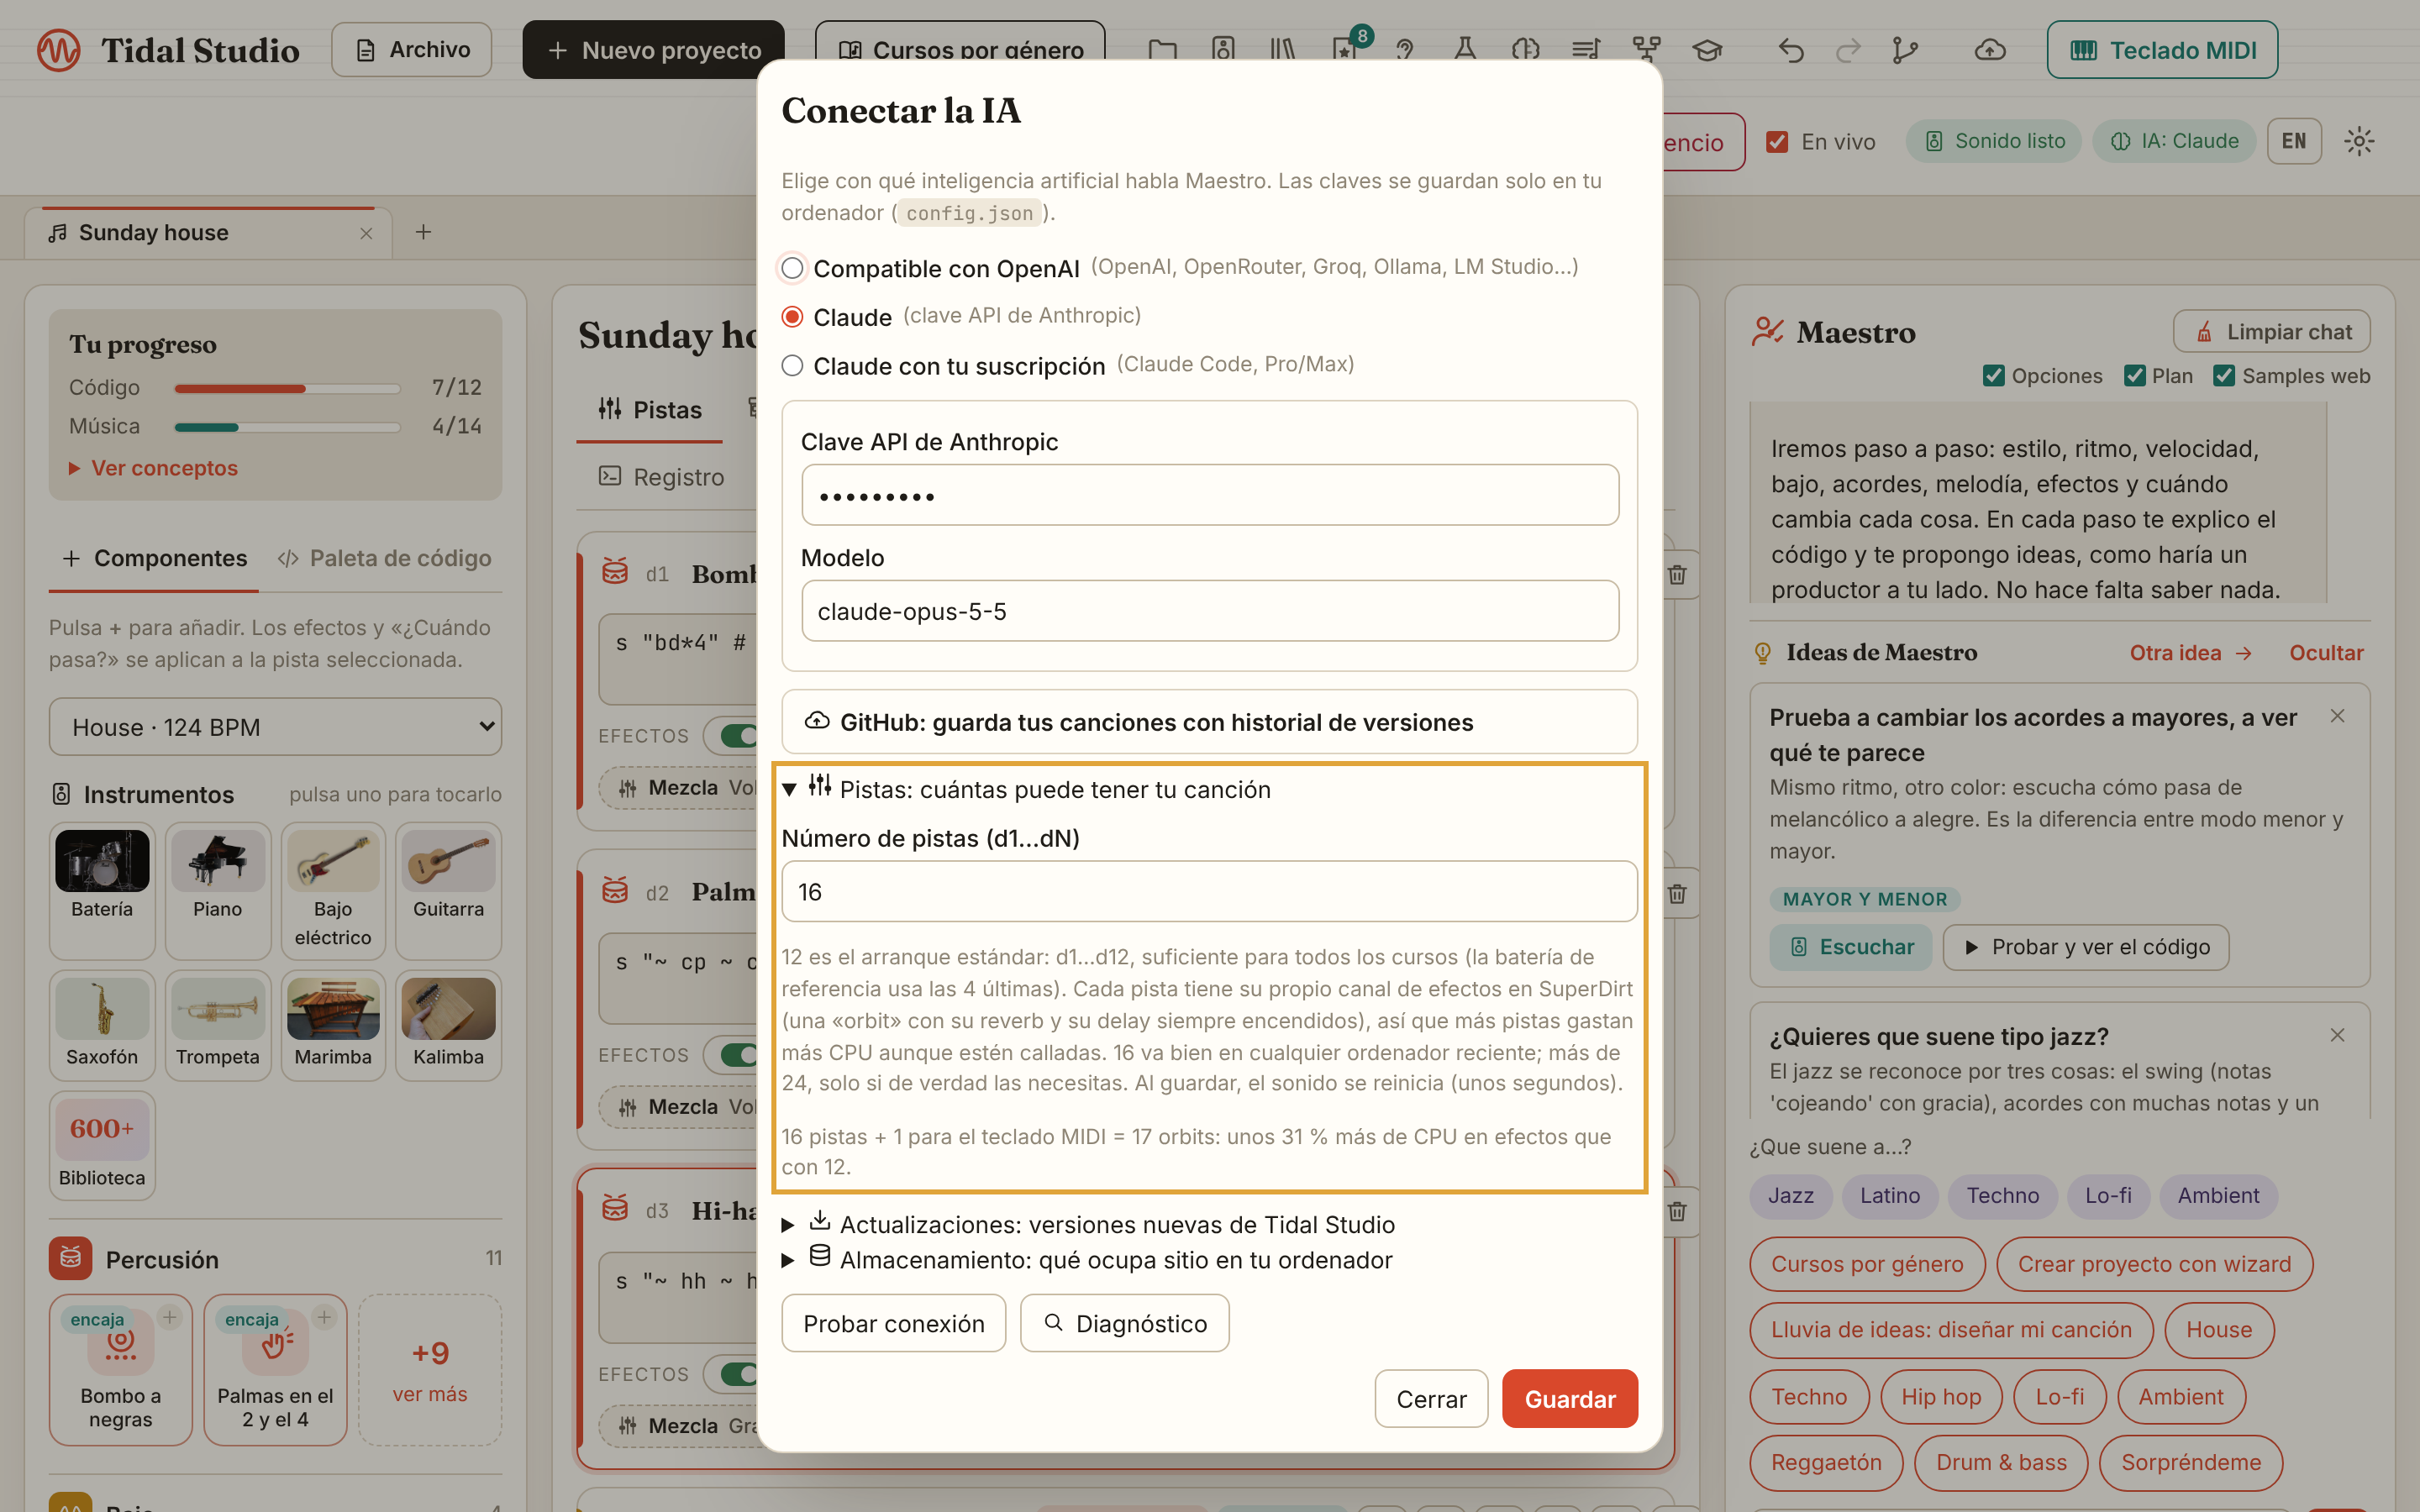 Tidal Studio
Archivo
Nuevo proyecto
Cursos por género
8
Teclado MIDI
En vivo
Sonido listo
IA: Claude
EN
Sunday house
Tu progreso
Código 7/12
Música 4/14
Ver conceptos
Componentes
Paleta de código
Pulsa + para añadir. Los efectos y «¿Cuándo
pasa?» se aplican a la pista seleccionada.
House · 124 BPM
Instrumentos
pulsa uno para tocarlo
Batería
Piano
Bajo
eléctrico
Guitarra
Saxofón
Trompeta
Marimba
Kalimba
600+
Biblioteca
Percusión
11
encaja
Bombo a
negras
encaja
Palmas en el
2 y el 4
+9
ver más
Pistas
Registro
d1
s "bd*4" #
EFECTOS
Mezcla
d2
s "~ cp ~
EFECTOS
Mezcla
d3
s "~ hh ~
EFECTOS
Mezcla
Conectar la IA
Elige con qué inteligencia artificial habla Maestro. Las claves se guardan solo en tu
ordenador ( config.json ).
Compatible con OpenAI (OpenAI, OpenRouter, Groq, Ollama, LM Studio...)
Claude (clave API de Anthropic)
Claude con tu suscripción (Claude Code, Pro/Max)
Clave API de Anthropic
•••••••••
Modelo
claude-opus-5-5
GitHub: guarda tus canciones con historial de versiones
Pistas: cuántas puede tener tu canción
Número de pistas (d1...dN)
16
12 es el arranque estándar: d1...d12, suficiente para todos los cursos (la batería de
referencia usa las 4 últimas). Cada pista tiene su propio canal de efectos en SuperDirt
(una «orbit» con su reverb y su delay siempre encendidos), así que más pistas gastan
más CPU aunque estén calladas. 16 va bien en cualquier ordenador reciente; más de
24, solo si de verdad las necesitas. Al guardar, el sonido se reinicia (unos segundos).
16 pistas + 1 para el teclado MIDI = 17 orbits: unos 31 % más de CPU en efectos que
con 12.
Actualizaciones: versiones nuevas de Tidal Studio
Almacenamiento: qué ocupa sitio en tu ordenador
Probar conexión
Diagnóstico
Cerrar
Guardar
Maestro
Limpiar chat
Opciones
Plan
Samples web
Iremos paso a paso: estilo, ritmo, velocidad,
bajo, acordes, melodía, efectos y cuándo
cambia cada cosa. En cada paso te explico el
código y te propongo ideas, como haría un
productor a tu lado. No hace falta saber nada.
Ideas de Maestro
Otra idea →
Ocultar
Prueba a cambiar los acordes a mayores, a ver
qué te parece
Mismo ritmo, otro color: escucha cómo pasa de
melancólico a alegre. Es la diferencia entre modo menor y
mayor.
MAYOR Y MENOR
Escuchar
Probar y ver el código
¿Quieres que suene tipo jazz?
El jazz se reconoce por tres cosas: el swing (notas
'cojeando' con gracia), acordes con muchas notas y un
¿Que suene a...?
Jazz
Latino
Techno
Lo-fi
Ambient
Cursos por género
Crear proyecto con wizard
Lluvia de ideas: diseñar mi canción
House
Techno
Hip hop
Lo-fi
Ambient
Reggaetón
Drum & bass
Sorpréndeme